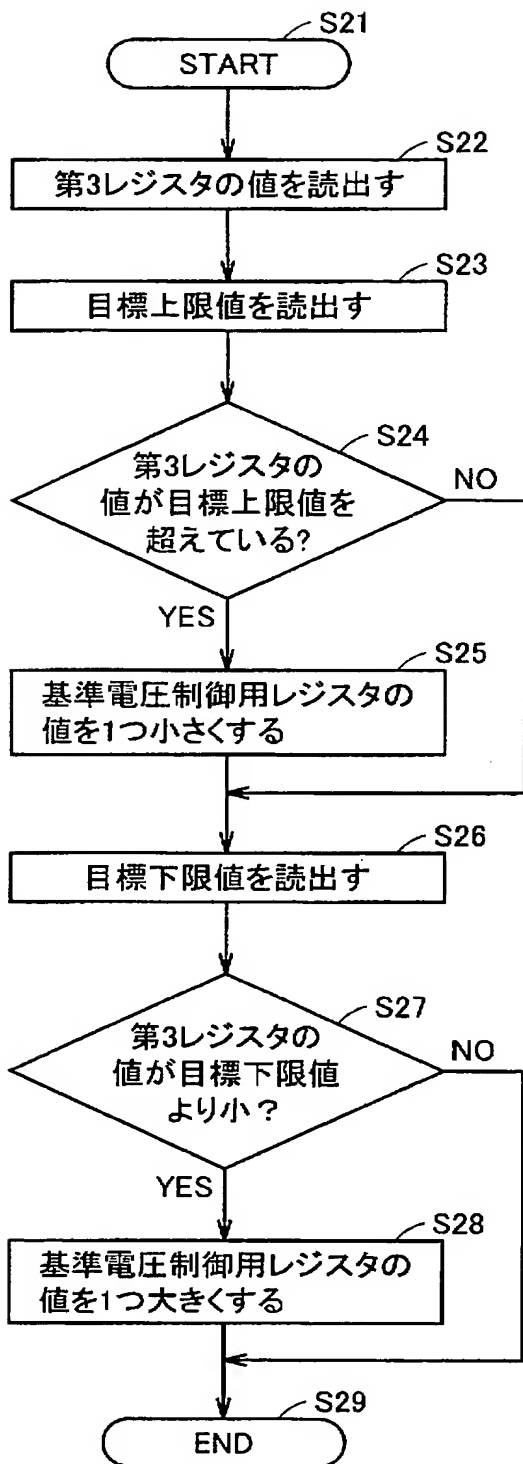 S21
START
S22
第3レジスタの値を読出す
S23
目標上限値を読出す
S24
第3レジスタの
値が目標上限値を
超えている?
NO
YES
S25
基準電圧制御用レジスタの
値を1つ小さくする
S26
目標下限値を読出す
S27
第3レジスタの
値が目標下限値
より小?
NO
YES
S28
基準電圧制御用レジスタの
値を1つ大きくする
S29
END